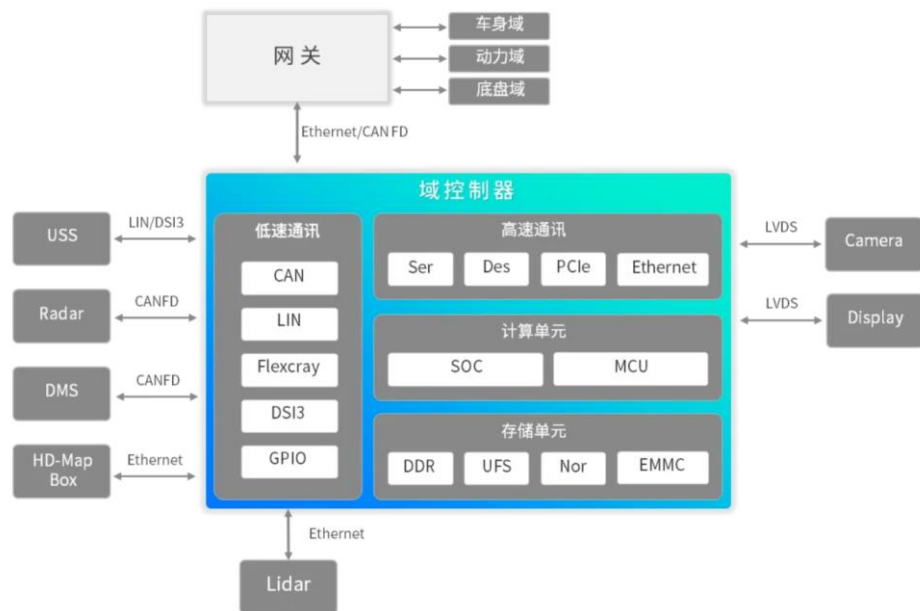 网关
车身域
动力域
底盘域
Ethernet/CAN FD
域控制器
USS
LIN/DSI3
Radar
CANFD
DMS
CANFD
HD-Map
Box
Ethernet
低速通讯
CAN
LIN
Flexcray
DSI3
GPIO
高速通讯
Ser Des PCIe Ethernet
计算单元
SOC MCU
存储单元
DDR UFS Nor EMMC
LVDS
Camera
LVDS
Display
Ethernet
Lidar